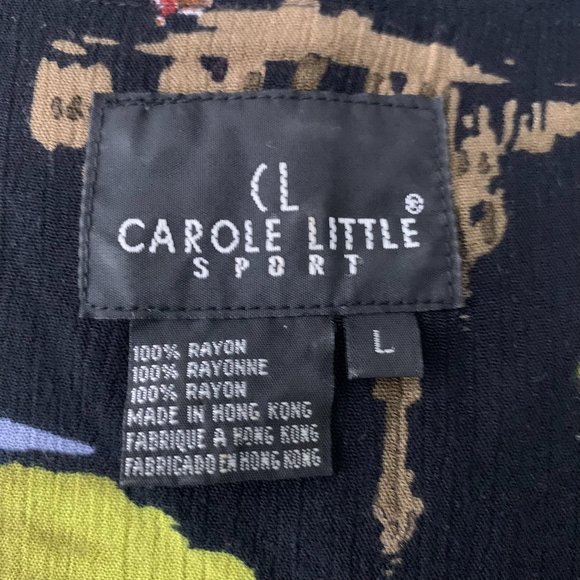 CL
CAROLE LITTLE®
SPORT
L
100% RAYON
100% RAYONNE
100% RAYON
MADE IN HONG KONG
FABRIQUE A HONG KONG
FABRICADO EN HONG KONG